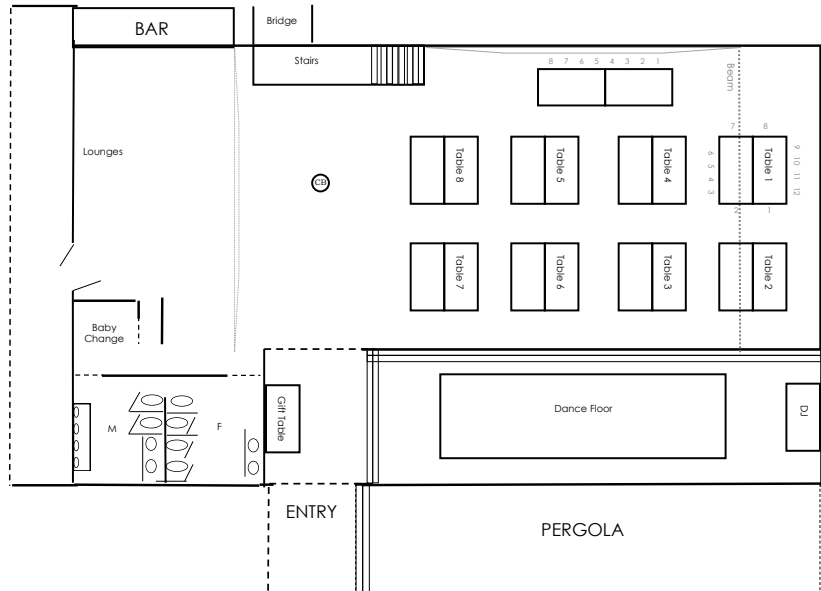 BAR
Bridge
Stairs
8 7 6 5 4 3 2 1
Beam
Lounges
CB
7 8
Table 8
Table 5
Table 4
6 5 4 3
Table 1
9 10 11 12
2 1
Table 7
Table 6
Table 3
Table 2
Baby
Change
M
F
Gift Table
Dance Floor
DJ
ENTRY
PERGOLA